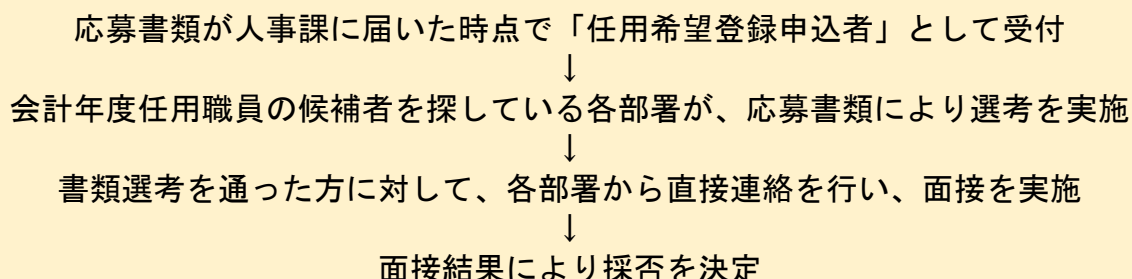 応募書類が人事課に届いた時点で「任用希望登録申込者」として受付
↓
会計年度任用職員の候補者を探している各部署が、応募書類により選考を実施
↓
書類選考を通った方に対して、各部署から直接連絡を行い、面接を実施
↓
面接結果により採否を決定